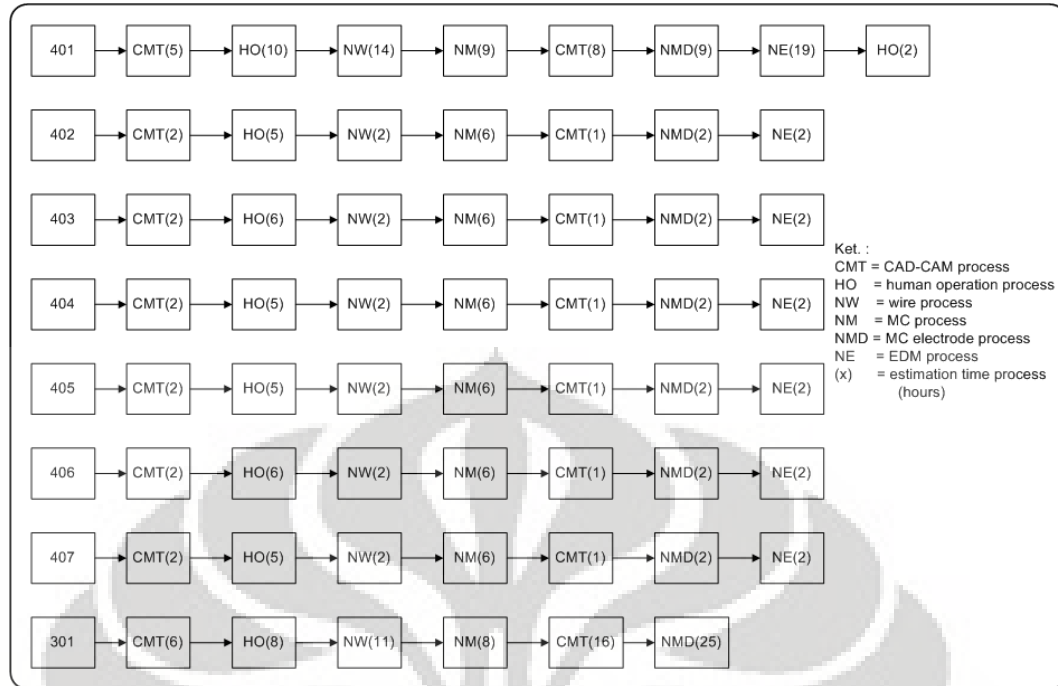 401 CMT(5) HO(10) NW(14) NM(9) CMT(8) NMD(9) NE(19) HO(2)
402 CMT(2) HO(5) NW(2) NM(6) CMT(1) NMD(2) NE(2)
403 CMT(2) HO(6) NW(2) NM(6) CMT(1) NMD(2) NE(2)
404 CMT(2) HO(5) NW(2) NM(6) CMT(1) NMD(2) NE(2)
405 CMT(2) HO(5) NW(2) NM(6) CMT(1) NMD(2) NE(2)
406 CMT(2) HO(6) NW(2) NM(6) CMT(1) NMD(2) NE(2)
407 CMT(2) HO(5) NW(2) NM(6) CMT(1) NMD(2) NE(2)
301 CMT(6) HO(8) NW(11) NM(8) CMT(16) NMD(25)
Ket. :
CMT = CAD-CAM process
HO = human operation process
NW = wire process
NM = MC process
NMD = MC electrode process
NE = EDM process
(x) = estimation time process
(hours)